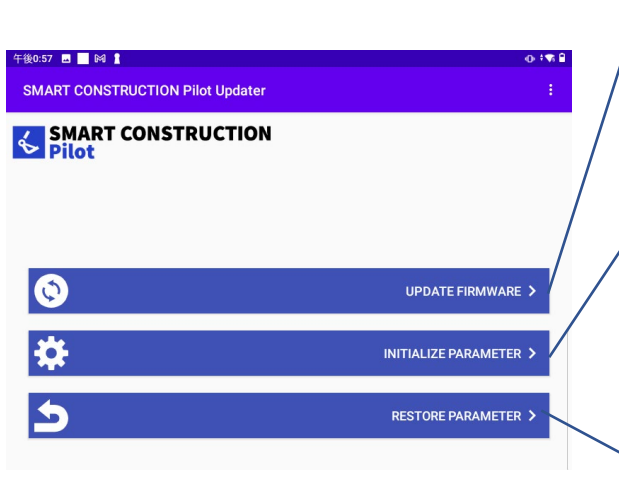 午後0:57
SMART CONSTRUCTION Pilot Updater
SMART CONSTRUCTION
Pilot
UPDATE FIRMWARE
INITIALIZE PARAMETER
RESTORE PARAMETER